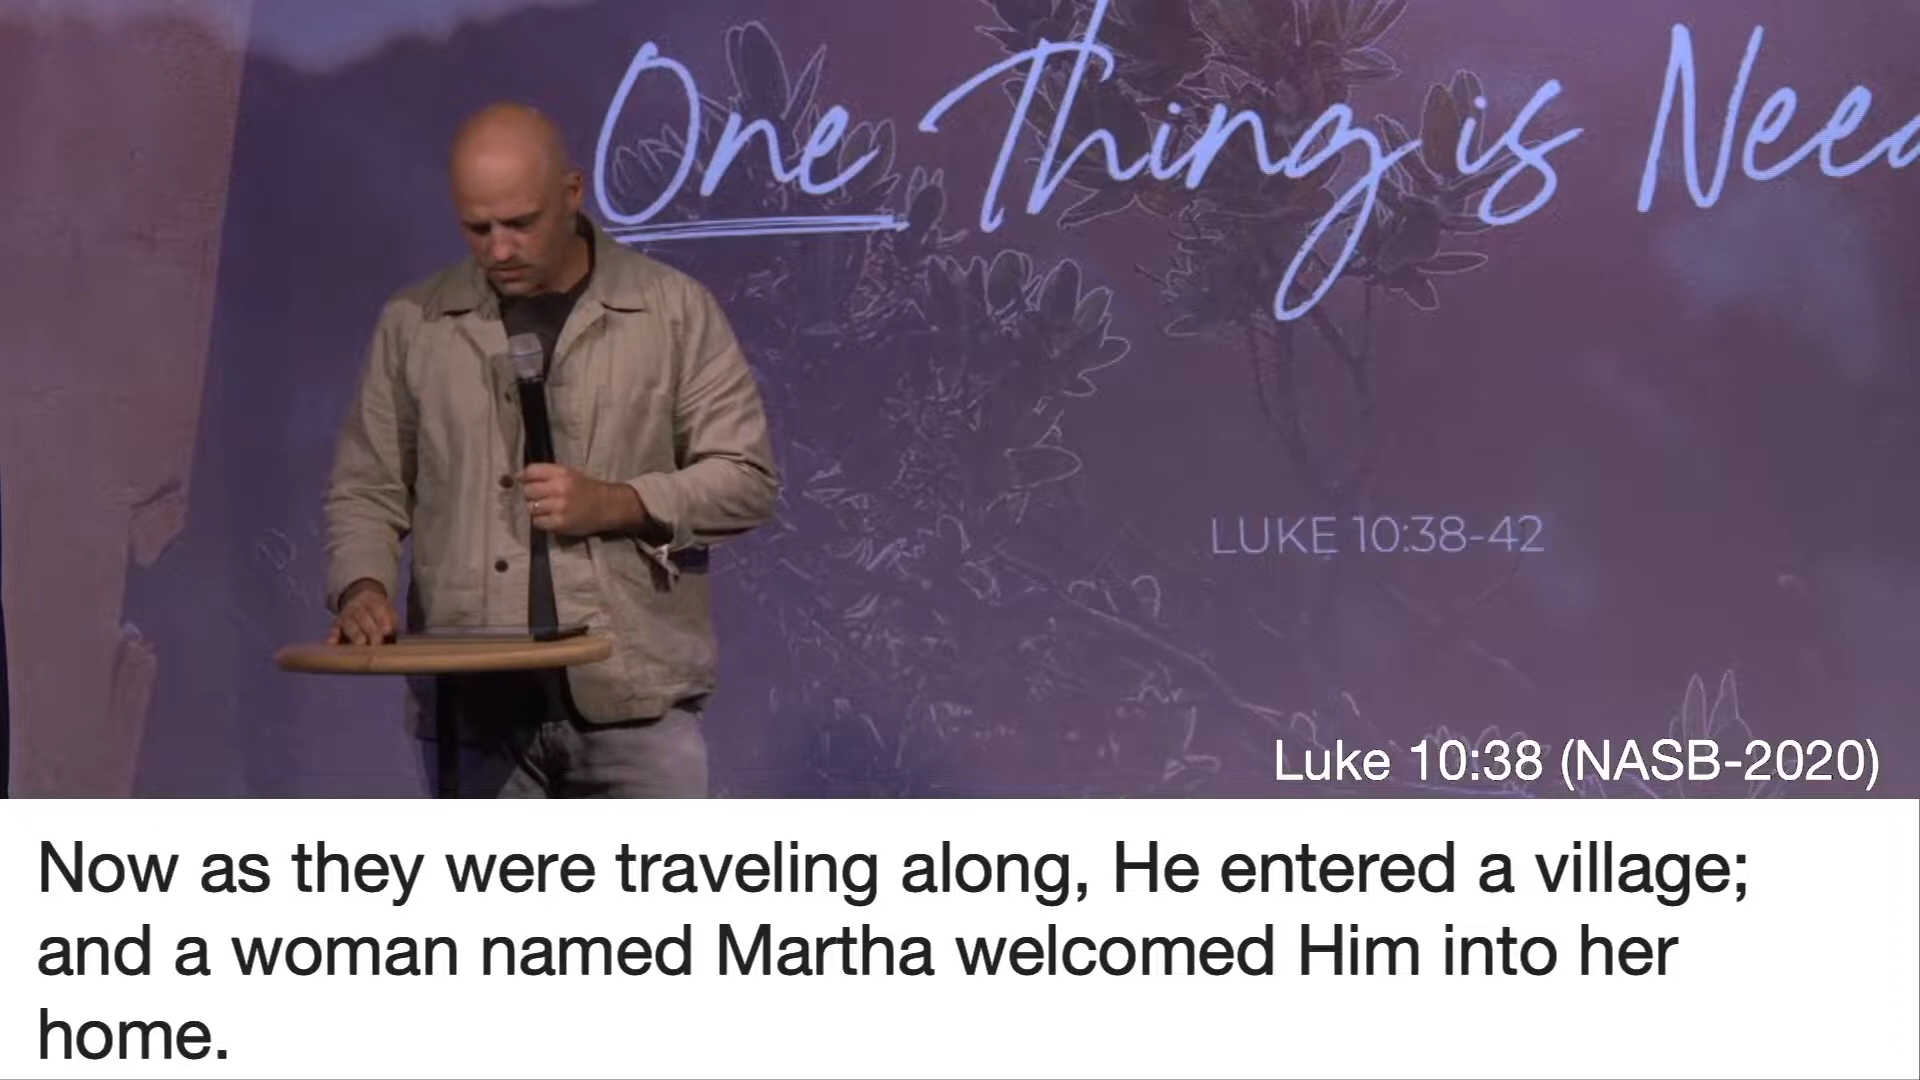 One Thing is Need
LUKE 10:38-42
Luke 10:38 (NASB-2020)
Now as they were traveling along, He entered a village;
and a woman named Martha welcomed Him into her
home.